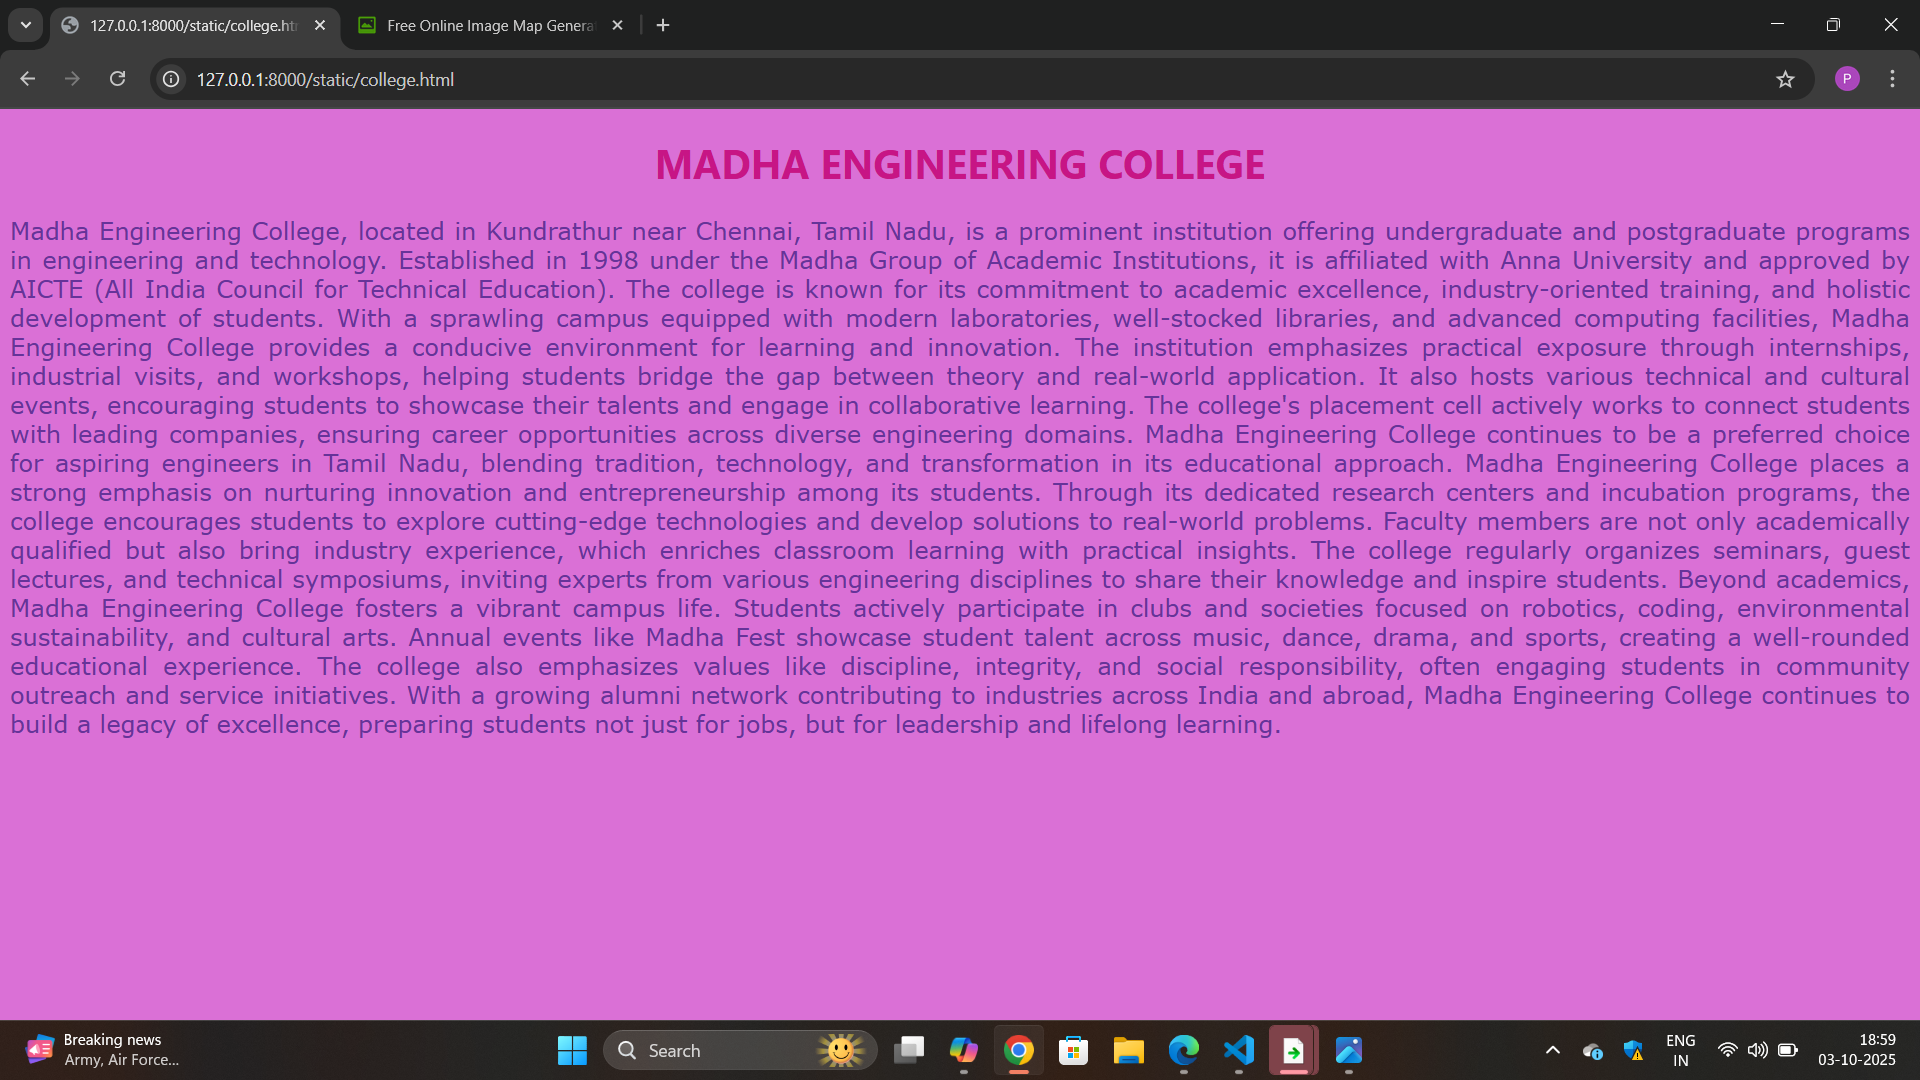 127.0.0.1:8000/static/college.htm
Free Online Image Map Genera
127.0.0.1:8000/static/college.html
P
MADHA ENGINEERING COLLEGE
Madha Engineering College, located in Kundrathur near Chennai, Tamil Nadu, is a prominent institution offering undergraduate and postgraduate programs
in engineering and technology. Established in 1998 under the Madha Group of Academic Institutions, it is affiliated with Anna University and approved by
AICTE (All India Council for Technical Education). The college is known for its commitment to academic excellence, industry-oriented training, and holistic
development of students. With a sprawling campus equipped with modern laboratories, well-stocked libraries, and advanced computing facilities, Madha
Engineering College provides a conducive environment for learning and innovation. The institution emphasizes practical exposure through internships,
industrial visits, and workshops, helping students bridge the gap between theory and real-world application. It also hosts various technical and cultural
events, encouraging students to showcase their talents and engage in collaborative learning. The college's placement cell actively works to connect students
with leading companies, ensuring career opportunities across diverse engineering domains. Madha Engineering College continues to be a preferred choice
for aspiring engineers in Tamil Nadu, blending tradition, technology, and transformation in its educational approach. Madha Engineering College places a
strong emphasis on nurturing innovation and entrepreneurship among its students. Through its dedicated research centers and incubation programs, the
college encourages students to explore cutting-edge technologies and develop solutions to real-world problems. Faculty members are not only academically
qualified but also bring industry experience, which enriches classroom learning with practical insights. The college regularly organizes seminars, guest
lectures, and technical symposiums, inviting experts from various engineering disciplines to share their knowledge and inspire students. Beyond academics,
Madha Engineering College fosters a vibrant campus life. Students actively participate in clubs and societies focused on robotics, coding, environmental
sustainability, and cultural arts. Annual events like Madha Fest showcase student talent across music, dance, drama, and sports, creating a well-rounded
educational experience. The college also emphasizes values like discipline, integrity, and social responsibility, often engaging students in community
outreach and service initiatives. With a growing alumni network contributing to industries across India and abroad, Madha Engineering College continues to
build a legacy of excellence, preparing students not just for jobs, but for leadership and lifelong learning.
Breaking news
Army, Air Force...
Search
ENG
IN
18:59
03-10-2025